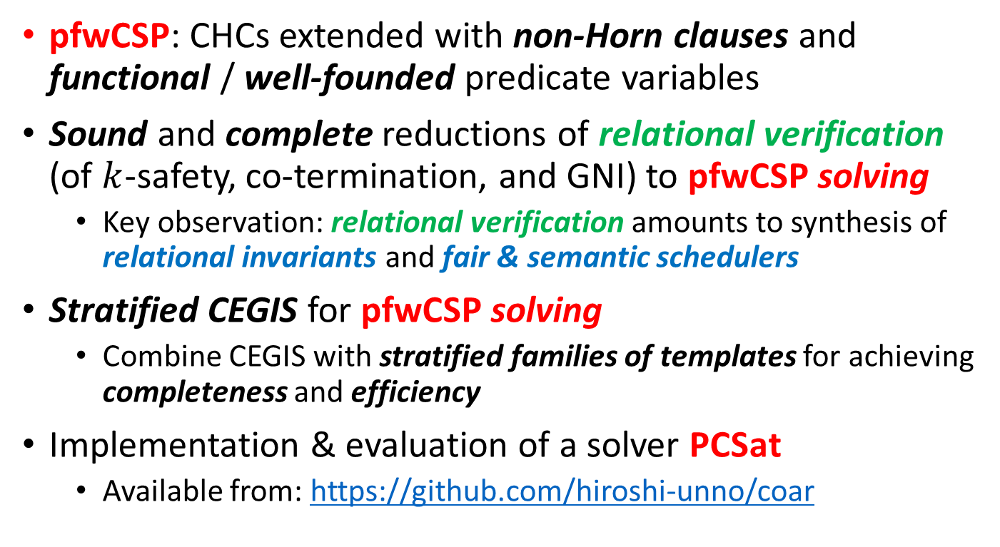 • pfwCSP: CHCs extended with non-Horn clauses and
functional / well-founded predicate variables
• Sound and complete reductions of relational verification
(of 𝑘-safety, co-termination, and GNI) to pfwCSP solving
• Key observation: relational verification amounts to synthesis of
relational invariants and fair & semantic schedulers
• Stratified CEGIS for pfwCSP solving
• Combine CEGIS with stratified families of templates for achieving
completeness and efficiency
• Implementation & evaluation of a solver PCSat
• Available from: https://github.com/hiroshi-unno/coar